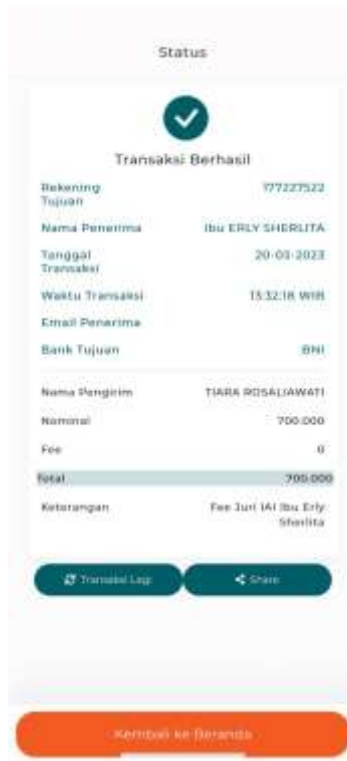 Status
Transaksi Berhasil
Rekening 177227522
Tujuan
Nama Penerima Ibu ERLY SHERLITA
Tanggal 20-03-2023
Transaksi
Waktu Transaksi 13:32:18 WIB
Email Penerima
Bank Tujuan BNI
Nama Pengirim TIARA ROSALIAWATI
Nominal 700.000
Fee 0
Total 700.000
Keterangan Fee Juri IAI Ibu Erly
Sherlita
Transaksi Lagi
Share
Kembali ke Beranda